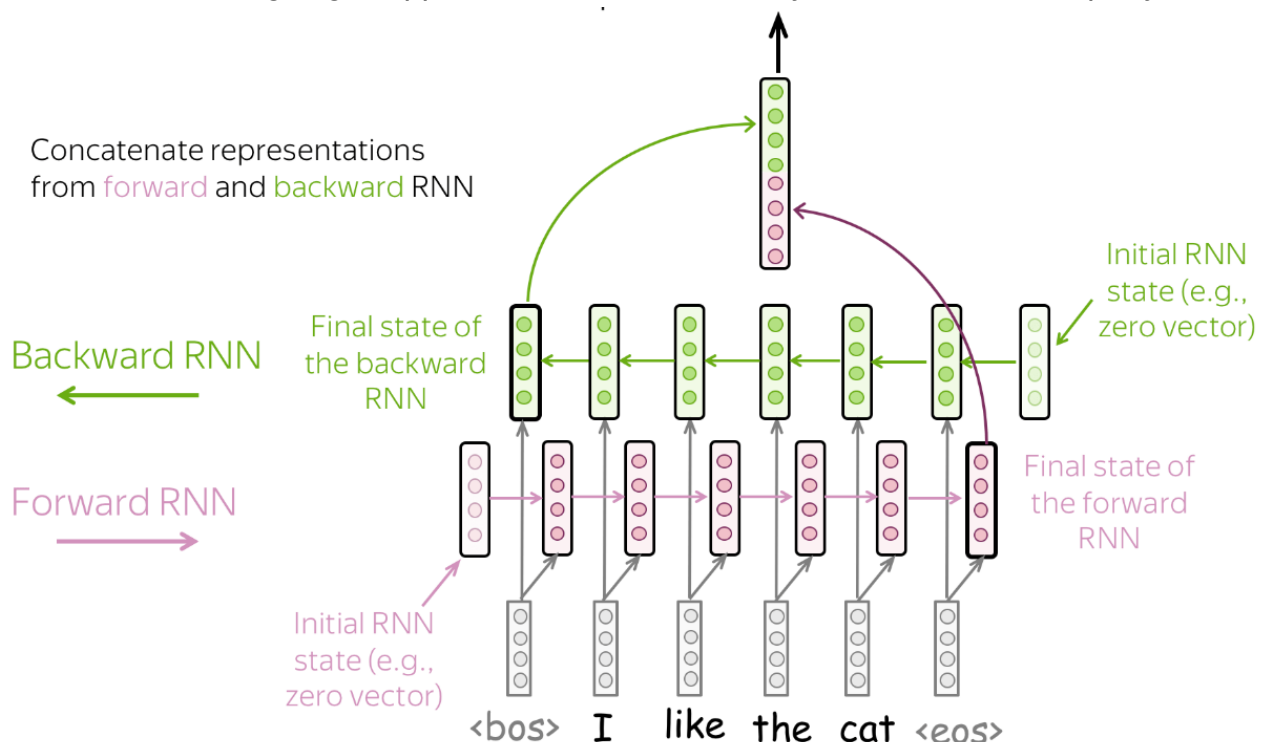 Concatenate representations
from forward and backward RNN
Initial RNN
state (e.g.,
zero vector)
Final state of
the backward
RNN
Backward RNN
Forward RNN
Final state of
the forward
RNN
Initial RNN
state (e.g.,
zero vector)
<bos> I like the cat <eos>